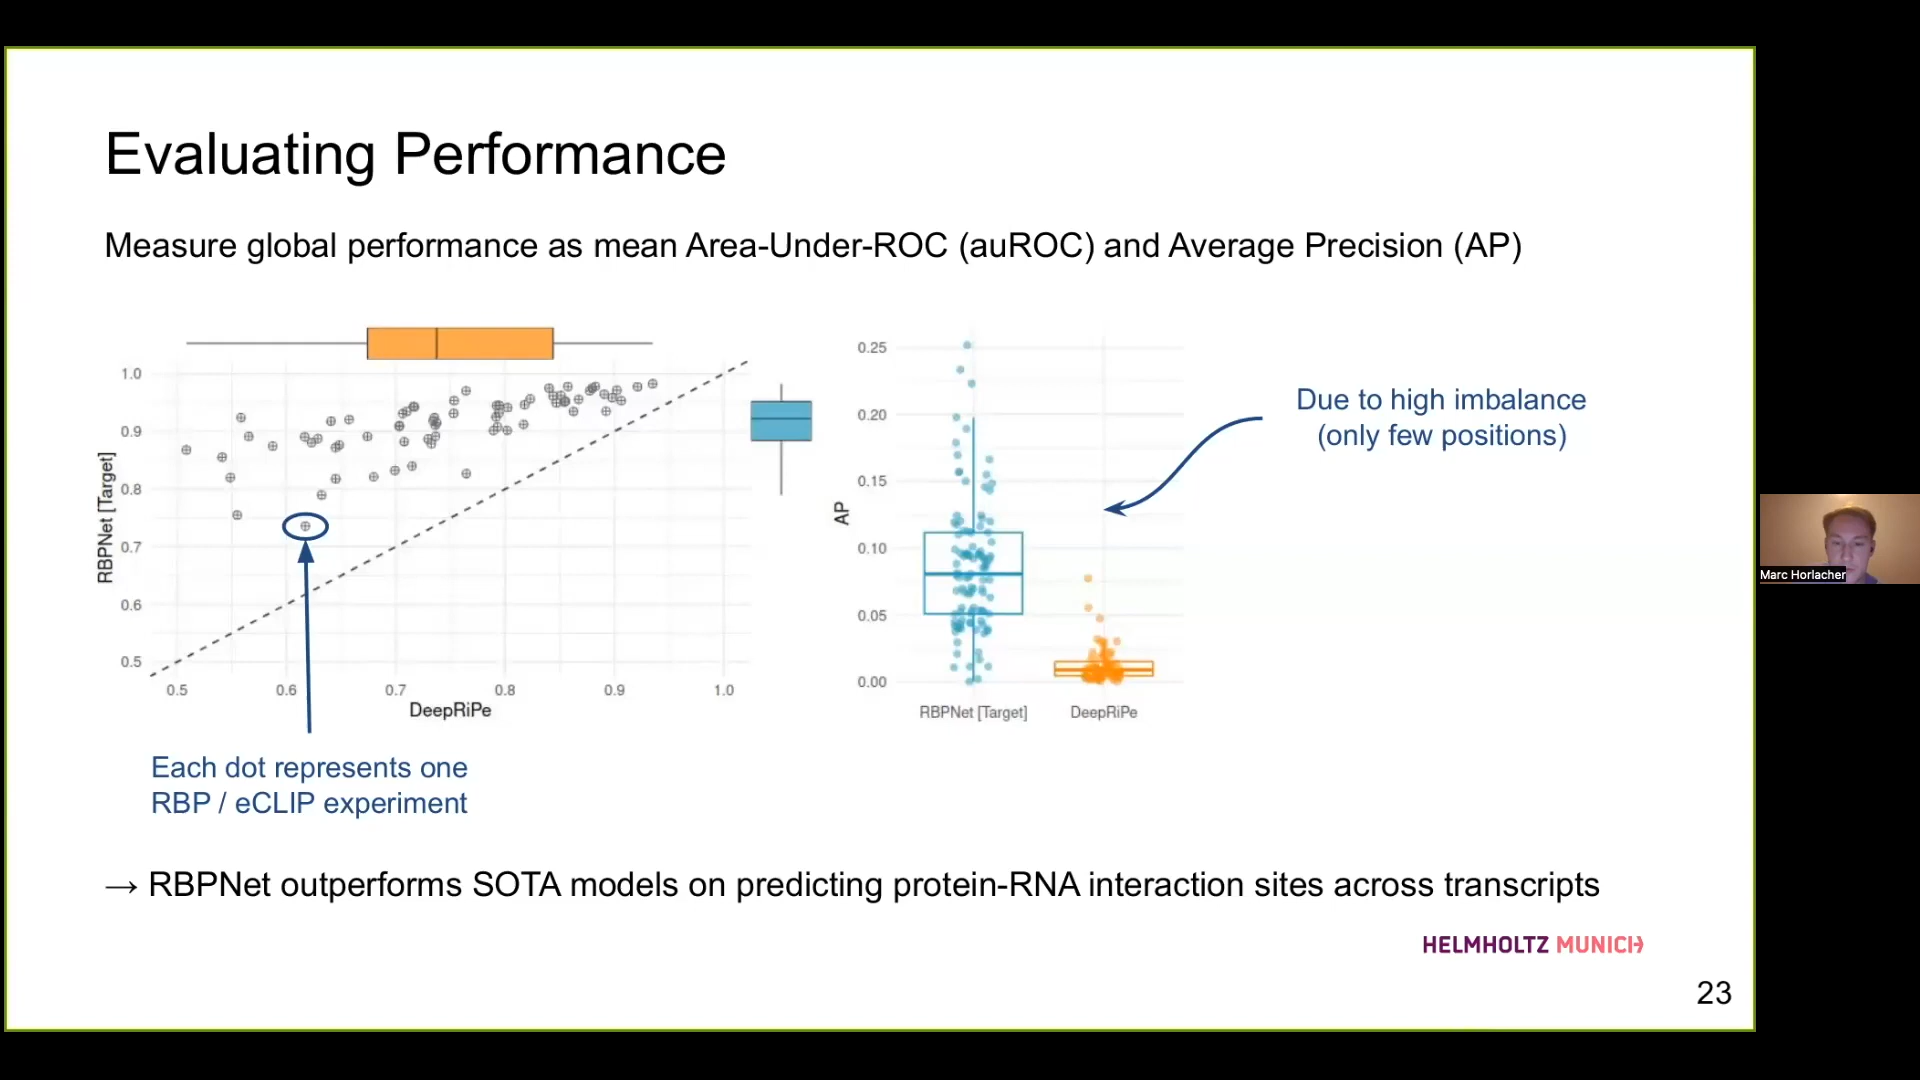 Evaluating Performance
Measure global performance as mean Area-Under-ROC (auROC) and Average Precision (AP)
1.0
0.9
0.8
0.7
0.6
0.5
RBPNet [Target]
0.5 0.6 0.7 0.8 0.9 1.0
DeepRiPe
Each dot represents one
RBP / eCLIP experiment
0.25
0.20
0.15
0.10
0.05
0.00
AP
RBPNet [Target] DeepRiPe
Due to high imbalance
(only few positions)
→ RBPNet outperforms SOTA models on predicting protein-RNA interaction sites across transcripts
HELMHOLTZ MUNICH
23
Marc Horlacher